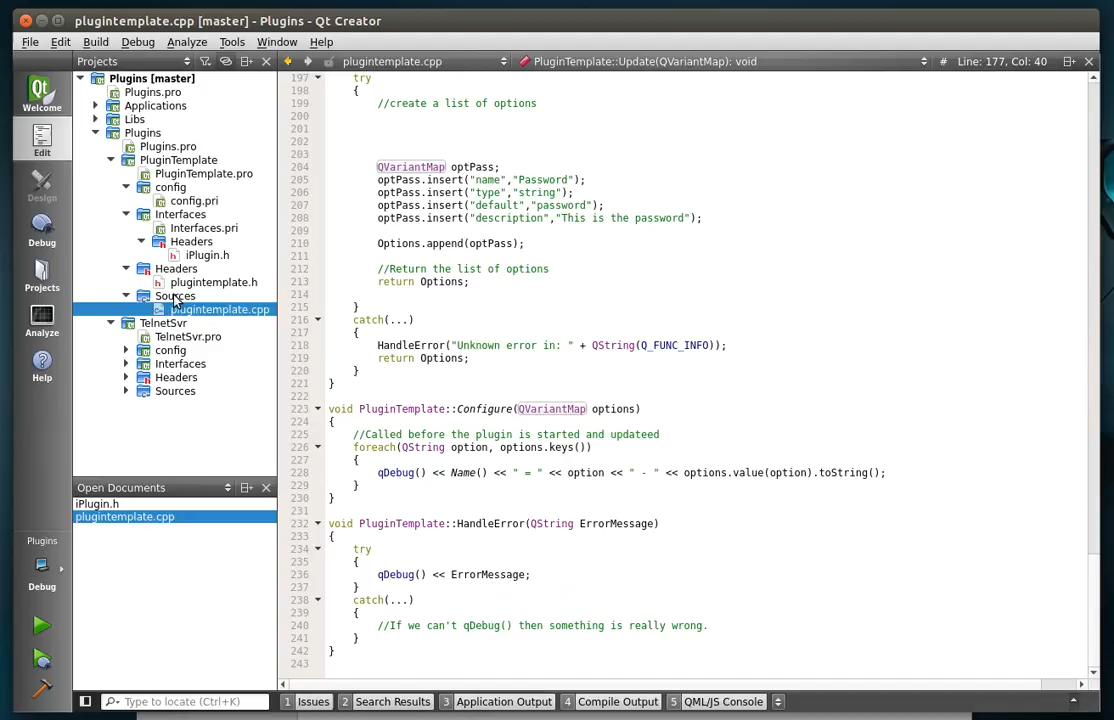 plugintemplate.cpp [master] - Plugins - Qt Creator
File Edit Build Debug Analyze Tools Window Help
Projects plugintemplate.cpp PluginTemplate::Update(QVariantMap): void # Line: 177, Col: 40
Welcome
Edit
Design
Debug
Projects
Analyze
Help
Plugins
Debug
Plugins [master]
Plugins.pro
Applications
Libs
Plugins
Plugins.pro
PluginTemplate
PluginTemplate.pro
config
config.pri
Interfaces
Interfaces.pri
Headers
iPlugin.h
Headers
plugintemplate.h
Sources
plugintemplate.cpp
TelnetSvr
TelnetSvr.pro
config
Interfaces
Headers
Sources
Open Documents
iPlugin.h
plugintemplate.cpp
197 try
198 {
199 //create a list of options
200
201
202
203
204 QVariantMap optPass;
205 optPass.insert("name","Password");
206 optPass.insert("type","string");
207 optPass.insert("default","password");
208 optPass.insert("description","This is the password");
209
210 Options.append(optPass);
211
212 //Return the list of options
213 return Options;
214
215 }
216 catch(...)
217 {
218 HandleError("Unknown error in: " + QString(Q_FUNC_INFO));
219 return Options;
220 }
221 }
222
223 void PluginTemplate::Configure(QVariantMap options)
224 {
225 //Called before the plugin is started and updateed
226 foreach(QString option, options.keys())
227 {
228 qDebug() << Name() << " = " << option << " - " << options.value(option).toString();
229 }
230 }
231
232 void PluginTemplate::HandleError(QString ErrorMessage)
233 {
234 try
235 {
236 qDebug() << ErrorMessage;
237 }
238 catch(...)
239 {
240 //If we can't qDebug() then something is really wrong.
241 }
242 }
243
Type to locate (Ctrl+K) 1 Issues 2 Search Results 3 Application Output 4 Compile Output 5 QML/JS Console